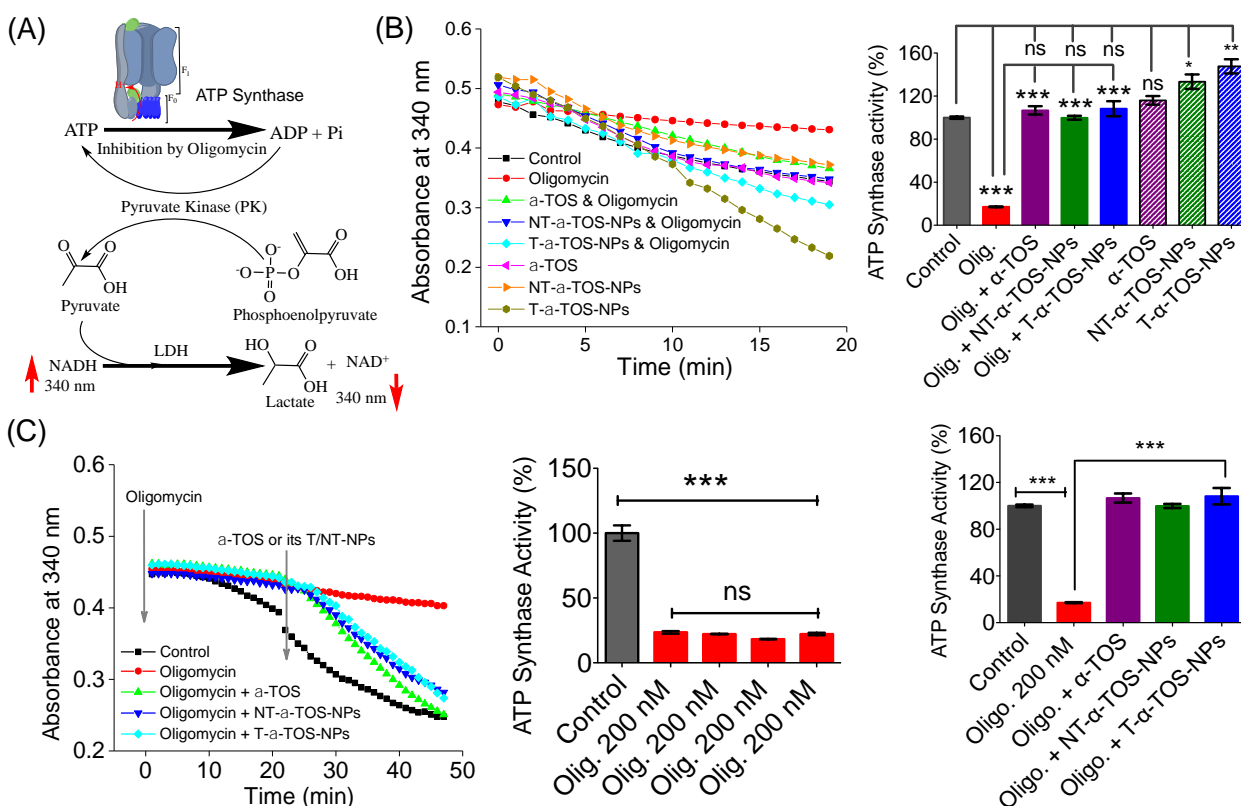 (A)
H+
F1
F0
ATP Synthase
ATP
ADP + Pi
Inhibition by Oligomycin
Pyruvate Kinase (PK)
O
O
OH
Pyruvate
O-
-O
P
O
O
O
OH
Phosphoenolpyruvate
NADH
340 nm
LDH
HO
O
OH
Lactate
+ NAD+
340 nm
(B)
Absorbance at 340 nm
0.6
0.5
0.4
0.3
0.2
0.1
Control
Oligomycin
a-TOS & Oligomycin
NT-a-TOS-NPs & Oligomycin
T-a-TOS-NPs & Oligomycin
a-TOS
NT-a-TOS-NPs
T-a-TOS-NPs
0 5 10 15 20
Time (min)
ATP Synthase activity (%)
160
120
80
40
0
ns ns ns ns * **
*** *** *** ***
Control
Olig.
Olig. + α-TOS
Olig. + NT-α-TOS-NPs
Olig. + T-α-TOS-NPs
α-TOS
NT-α-TOS-NPs
T-α-TOS-NPs
(C)
Absorbance at 340 nm
0.6
0.5
0.4
0.3
0.2
Oligomycin
a-TOS or its T/NT-NPs
Control
Oligomycin
Oligomycin + a-TOS
Oligomycin + NT-a-TOS-NPs
Oligomycin + T-a-TOS-NPs
0 10 20 30 40 50
Time (min)
ATP Synthase Activity (%)
150
100
50
0
***
ns
Control
Olig. 200 nM
Olig. 200 nM
Olig. 200 nM
Olig. 200 nM
ATP Synthase Activity (%)
160
120
80
40
0
***
***
Control
Oligo. 200 nM
Oligo. + α-TOS
Oligo. + NT-α-TOS-NPs
Oligo. + T-α-TOS-NPs